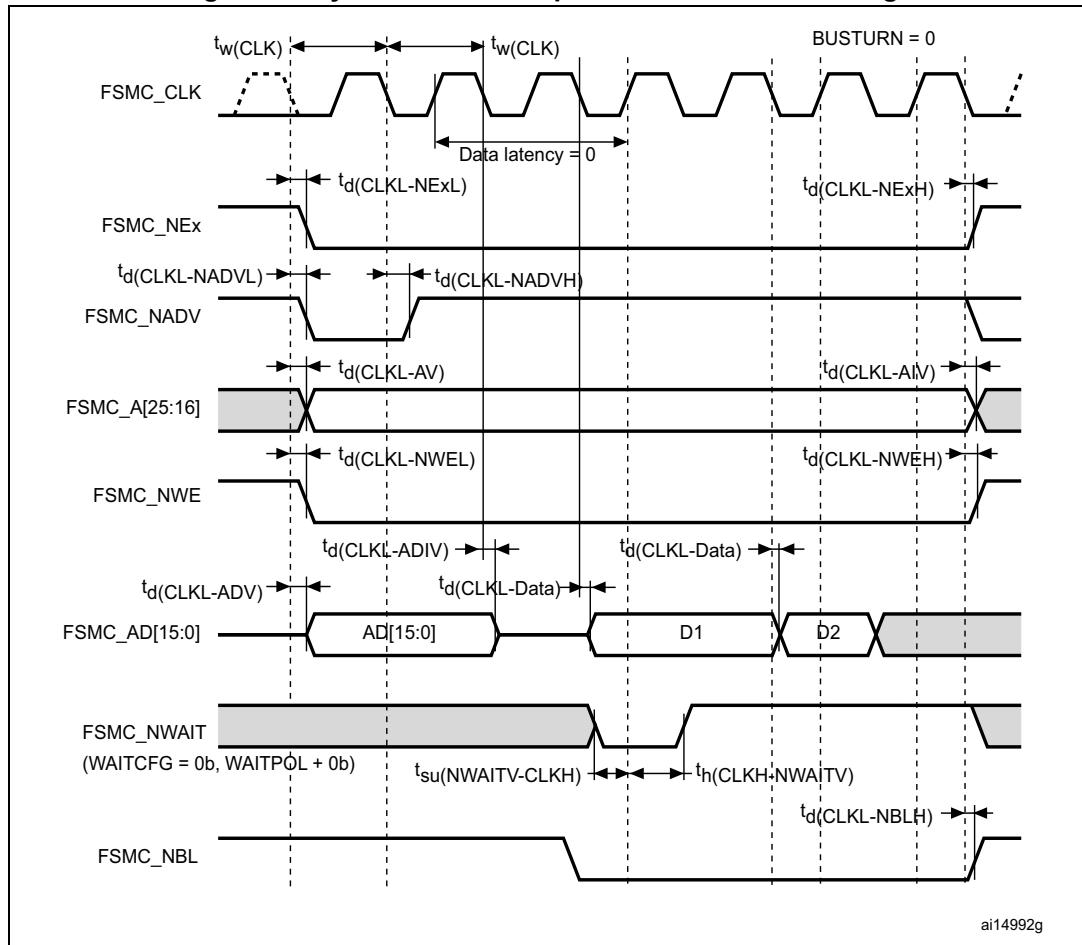 tw(CLK) tw(CLK) BUSTURN = 0
FSMC_CLK
Data latency = 0
td(CLKL-NExL) td(CLKL-NExH)
FSMC_NEx
td(CLKL-NADVL) td(CLKL-NADVH)
FSMC_NADV
td(CLKL-AV) td(CLKL-AIV)
FSMC_A[25:16]
td(CLKL-NWEL) td(CLKL-NWEH)
FSMC_NWE
td(CLKL-ADIV) td(CLKL-Data)
td(CLKL-ADV) td(CLKL-Data)
FSMC_AD[15:0] AD[15:0] D1 D2
FSMC_NWAIT
(WAITCFG = 0b, WAITPOL + 0b)
tsu(NWAITV-CLKH) th(CLKH-NWAITV)
td(CLKL-NBLH)
FSMC_NBL
ai14992g